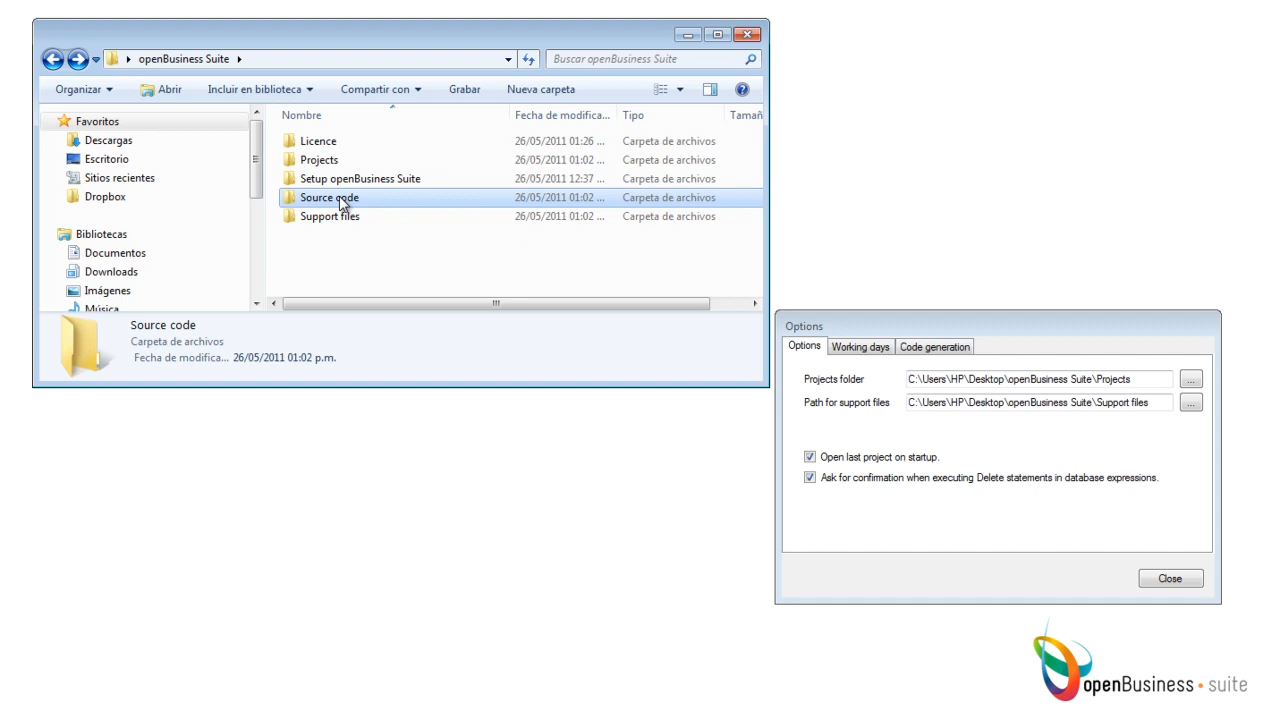 openBusiness Suite
Buscar openBusiness Suite
Organizar Abrir Incluir en biblioteca Compartir con Grabar Nueva carpeta
Nombre Fecha de modifica... Tipo Tamañ
Favoritos
Descargas
Escritorio
Sitios recientes
Dropbox
Bibliotecas
Documentos
Downloads
Imágenes
Música
Licence 26/05/2011 01:26 ... Carpeta de archivos
Projects 26/05/2011 01:02 ... Carpeta de archivos
Setup openBusiness Suite 26/05/2011 12:37 ... Carpeta de archivos
Source code 26/05/2011 01:02 ... Carpeta de archivos
Support files 26/05/2011 01:02 ... Carpeta de archivos
Source code
Carpeta de archivos
Fecha de modifica... 26/05/2011 01:02 p.m.
Options
Options Working days Code generation
Projects folder C:\Users\HP\Desktop\openBusiness Suite\Projects ...
Path for support files C:\Users\HP\Desktop\openBusiness Suite\Support files ...
Open last project on startup.
Ask for confirmation when executing Delete statements in database expressions.
Close
openBusiness • suite